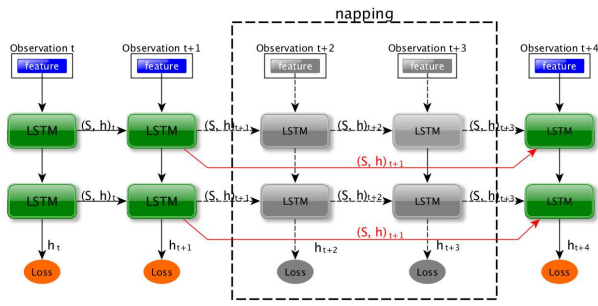 napping
Observation t
Observation t+1
Observation t+2
Observation t+3
Observation t+4
feature
feature
feature
feature
feature
LSTM
(S, h)t
LSTM
(S, h)t+1
LSTM
(S, h)t+2
LSTM
(S, h)t+3
LSTM
(S, h)t+1
LSTM
(S, h)t
LSTM
(S, h)t+1
LSTM
(S, h)t+2
LSTM
(S, h)t+3
LSTM
(S, h)t+1
ht
ht+1
ht+2
ht+3
ht+4
Loss
Loss
Loss
Loss
Loss